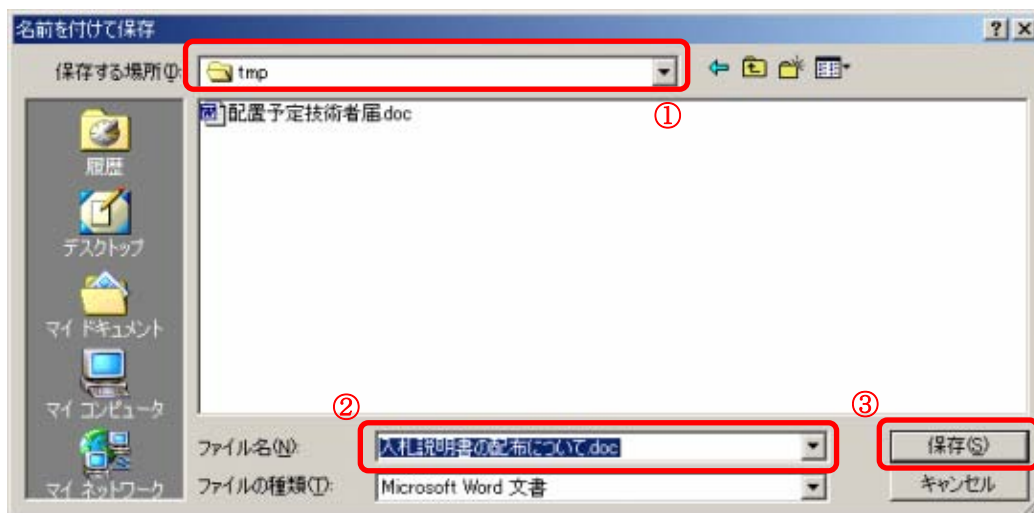 名前を付けて保存
保存する場所(I):
tmp
①
配置予定技術者届.doc
履歴
デスクトップ
マイ ドキュメント
マイ コンピュータ
マイ ネットワーク
②
③
ファイル名(N):
入札説明書の配布について.doc
保存(S)
ファイルの種類(T):
Microsoft Word 文書
キャンセル